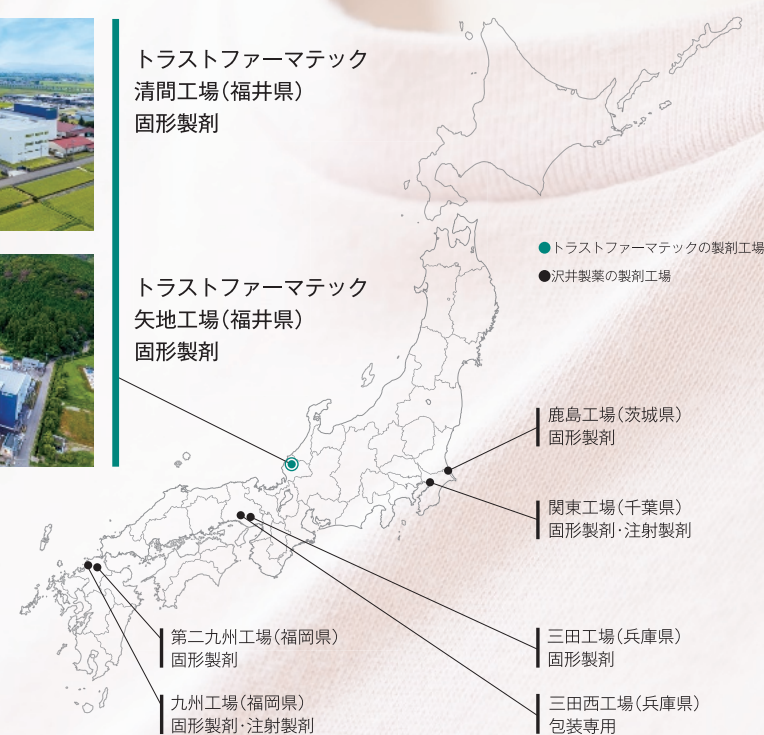 トラストファーマテック
清間工場(福井県)
固形製剤
トラストファーマテック
矢地工場(福井県)
固形製剤
●トラストファーマテックの製剤工場
●沢井製薬の製剤工場
鹿島工場(茨城県)
固形製剤
関東工場(千葉県)
固形製剤・注射製剤
三田工場(兵庫県)
固形製剤
三田西工場(兵庫県)
包装専用
第二九州工場(福岡県)
固形製剤
九州工場(福岡県)
固形製剤・注射製剤